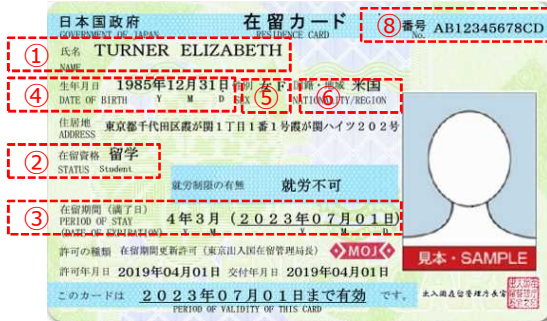 日本国政府 在留カード ⑧ 番号 AB12345678CD
GOVERNMENT OF JAPAN RESIDENCE CARD No.
① 氏名 TURNER ELIZABETH
NAME
④ 生年月日 1985年12月31日 ⑤ 性別 女 F. ⑥ 国籍・地域 米国
DATE OF BIRTH Y M D SEX NATIONALITY/REGION
住居地 東京都千代田区霞が関1丁目1番1号霞が関ハイツ202号
ADDRESS
② 在留資格 留学
STATUS Student
就労制限の有無 就労不可
③ 在留期間(満了日) 4年3月(2023年07月01日)
PERIOD OF STAY
(DATE OF EXPIRATION) Y M Y M D
許可の種類 在留期間更新許可(東京出入国在留管理局長) MOJ
見本・SAMPLE
許可年月日 2019年04月01日 交付年月日 2019年04月01日
このカードは 2023年07月01日まで有効 です。 出入国在留管理庁長官
PERIOD OF VALIDITY OF THIS CARD